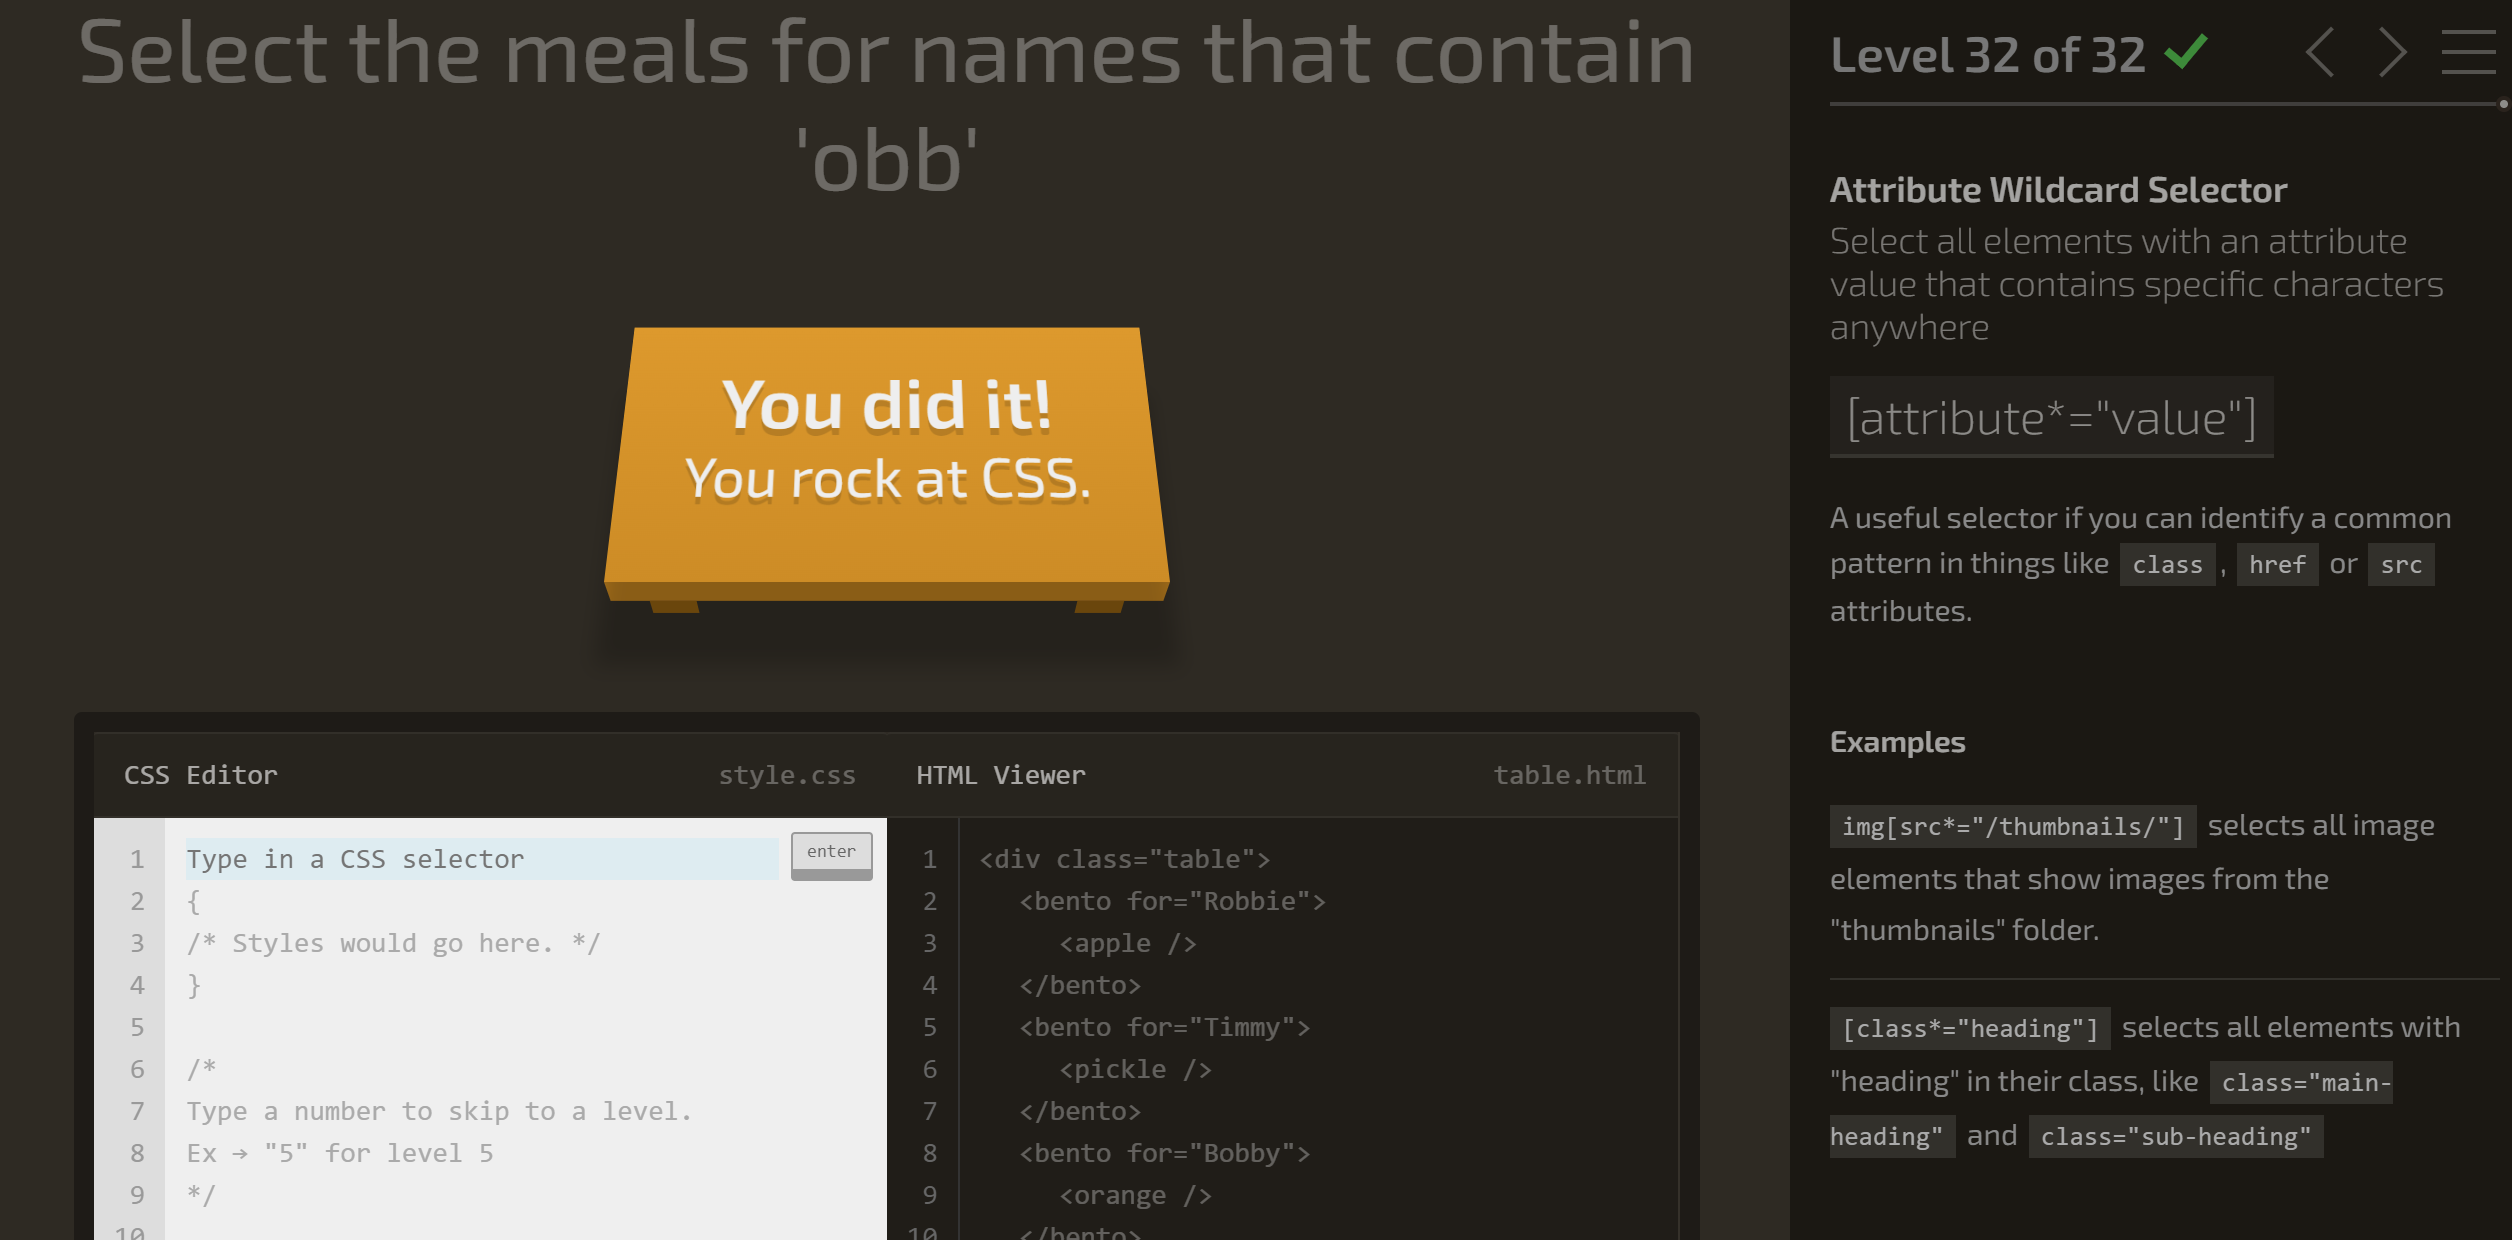 Select the meals for names that contain
'obb'
You did it!
You rock at CSS.
CSS Editor
style.css
1 Type in a CSS selector
enter
2 {
3 /* Styles would go here. */
4 }
5
6 /*
7 Type a number to skip to a level.
8 Ex → "5" for level 5
9 */
10
HTML Viewer
table.html
1 <div class="table">
2 <bento for="Robbie">
3 <apple />
4 </bento>
5 <bento for="Timmy">
6 <pickle />
7 </bento>
8 <bento for="Bobby">
9 <orange />
10 </bento>
Level 32 of 32
Attribute Wildcard Selector
Select all elements with an attribute
value that contains specific characters
anywhere
[attribute*="value"]
A useful selector if you can identify a common
pattern in things like class, href or src
attributes.
Examples
img[src*="/thumbnails/"] selects all image
elements that show images from the
"thumbnails" folder.
[class*="heading"] selects all elements with
"heading" in their class, like class="main-
heading" and class="sub-heading"